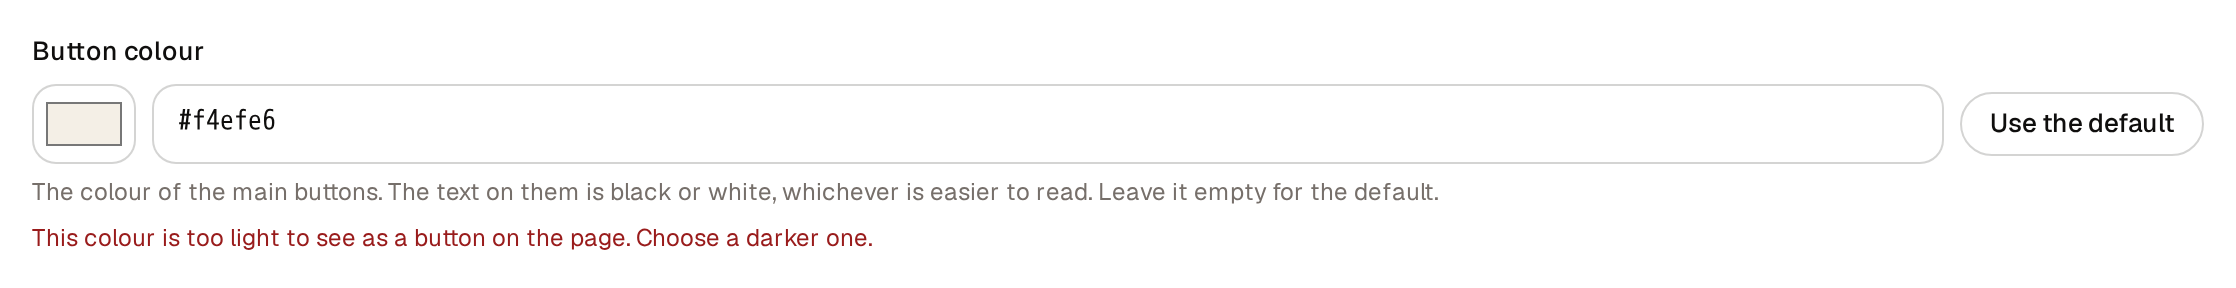 Button colour
#f4efe6
Use the default
The colour of the main buttons. The text on them is black or white, whichever is easier to read. Leave it empty for the default.
This colour is too light to see as a button on the page. Choose a darker one.